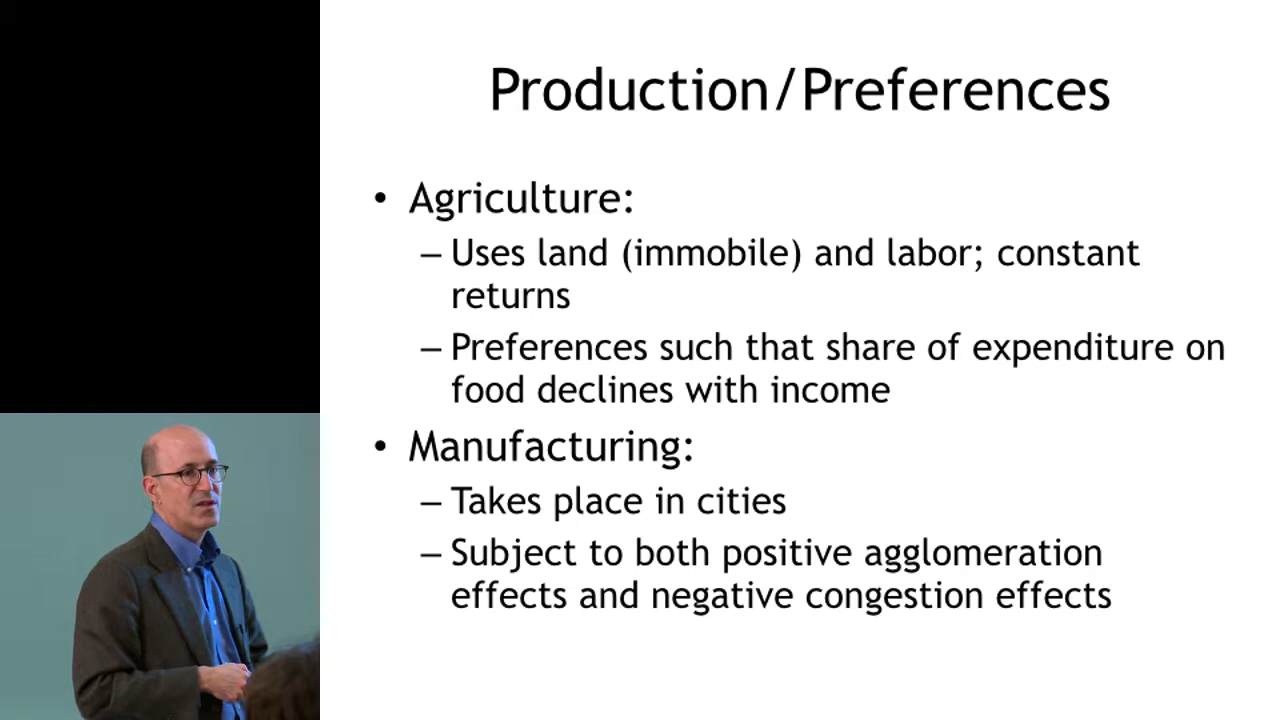 Production/Preferences
• Agriculture:
– Uses land (immobile) and labor; constant
returns
– Preferences such that share of expenditure on
food declines with income
• Manufacturing:
– Takes place in cities
– Subject to both positive agglomeration
effects and negative congestion effects